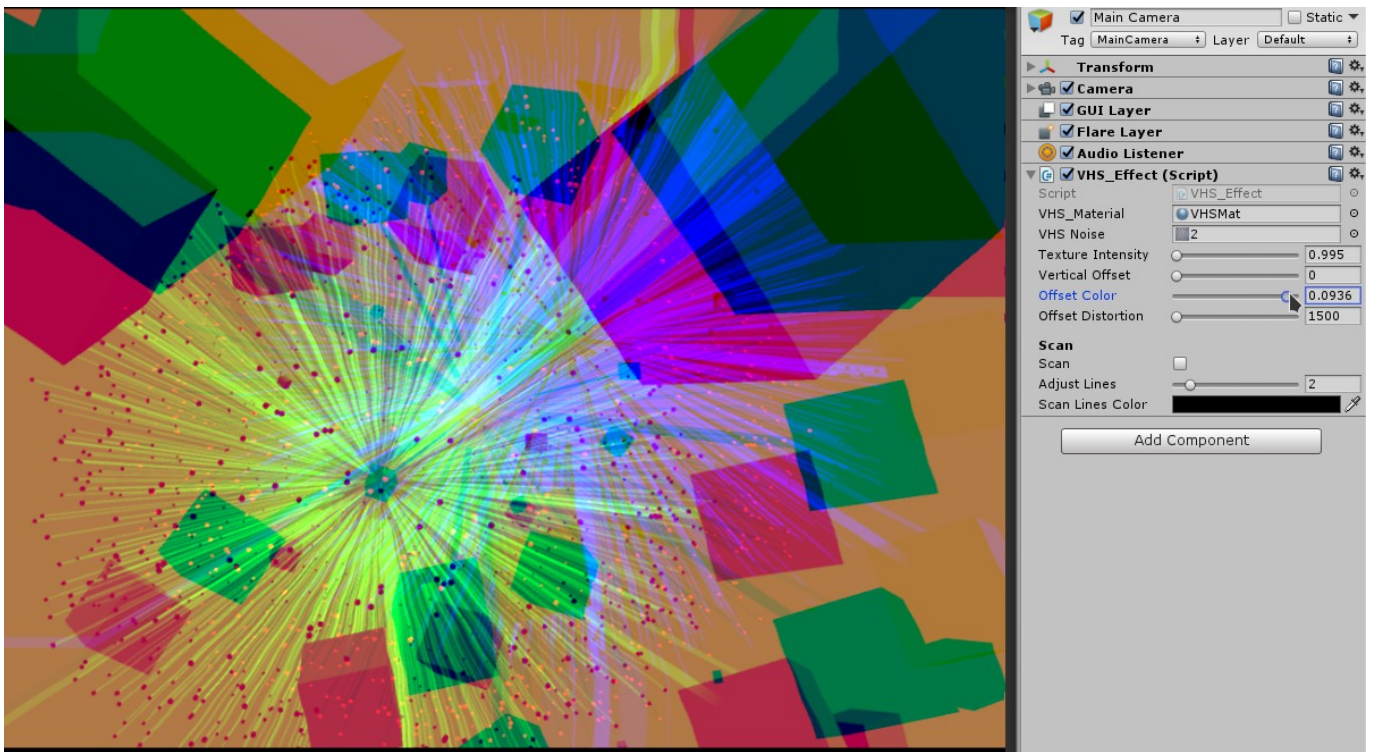 Main Camera Static
Tag MainCamera Layer Default
Transform
Camera
GUI Layer
Flare Layer
Audio Listener
VHS_Effect (Script)
Script VHS_Effect
VHS_Material VHSMat
VHS Noise 2
Texture Intensity 0.995
Vertical Offset 0
Offset Color 0.0936
Offset Distortion 1500
Scan
Scan
Adjust Lines 2
Scan Lines Color
Add Component